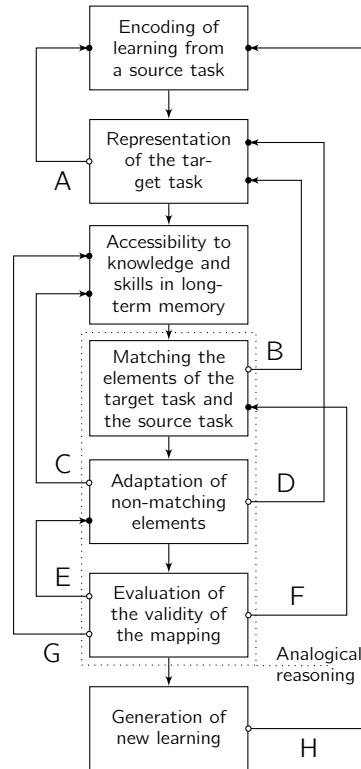 Encoding of
learning from
a source task
Representation
of the tar-
get task
A
Accessibility to
knowledge and
skills in long-
term memory
B
Matching the
elements of the
target task and
the source task
C
Adaptation of
non-matching
elements
D
E
Evaluation of
the validity of
the mapping
F
G
Analogical
reasoning
Generation of
new learning
H